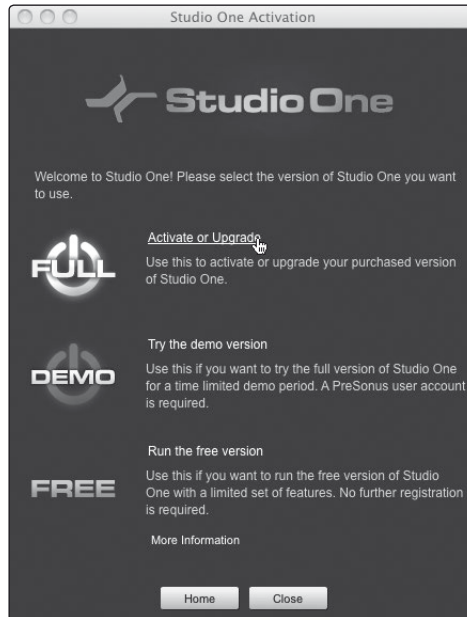 Studio One Activation
Studio One
Welcome to Studio One! Please select the version of Studio One you want
to use.
FULL
Activate or Upgrade
Use this to activate or upgrade your purchased version
of Studio One.
DEMO
Try the demo version
Use this if you want to try the full version of Studio One
for a time limited demo period. A PreSonus user account
is required.
FREE
Run the free version
Use this if you want to run the free version of Studio
One with a limited set of features. No further registration
is required.
More Information
Home
Close